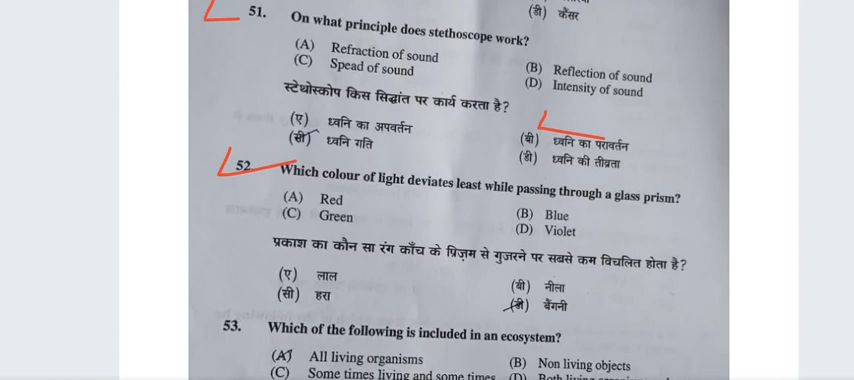 (डी) कैंसर
51. On what principle does stethoscope work?
(A) Refraction of sound
(B) Reflection of sound
(C) Spead of sound
(D) Intensity of sound
स्टेथोस्कोप किस सिद्धांत पर कार्य करता है?
(ए) ध्वनि का अपवर्तन
(बी) ध्वनि का परावर्तन
(सी) ध्वनि गति
(डी) ध्वनि की तीव्रता
52 Which colour of light deviates least while passing through a glass prism?
(A) Red
(B) Blue
(C) Green
(D) Violet
प्रकाश का कौन सा रंग काँच के प्रिज़्म से गुजरने पर सबसे कम विचलित होता है?
(ए) लाल
(बी) नीला
(सी) हरा
(डी) बैंगनी
53. Which of the following is included in an ecosystem?
(A) All living organisms
(B) Non living objects
(C) Some times living and some times
(D) Both living